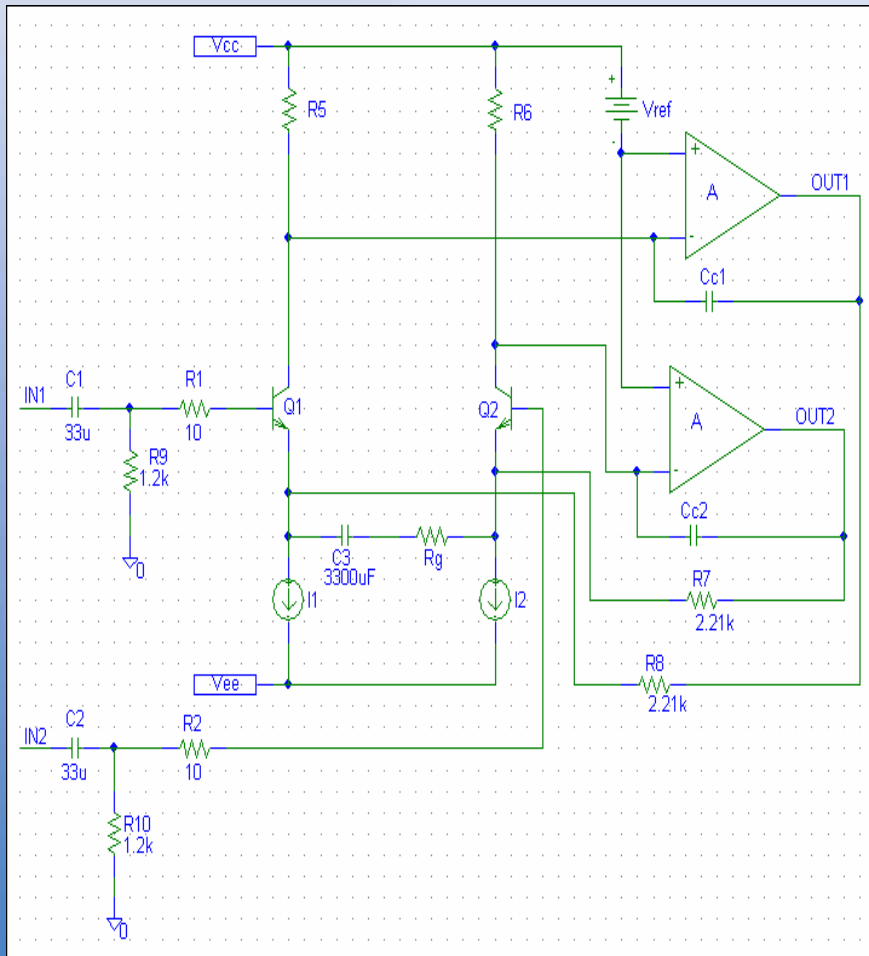 Vcc
R5
R6
+
Vref
-
+
A
-
OUT1
Cc1
IN1
C1
33u
R1
10
Q1
Q2
+
A
-
OUT2
R9
1.2k
0
Cc2
C3
3300uF
Rg
I1
I2
R7
2.21k
Vee
R8
2.21k
IN2
C2
33u
R2
10
R10
1.2k
0